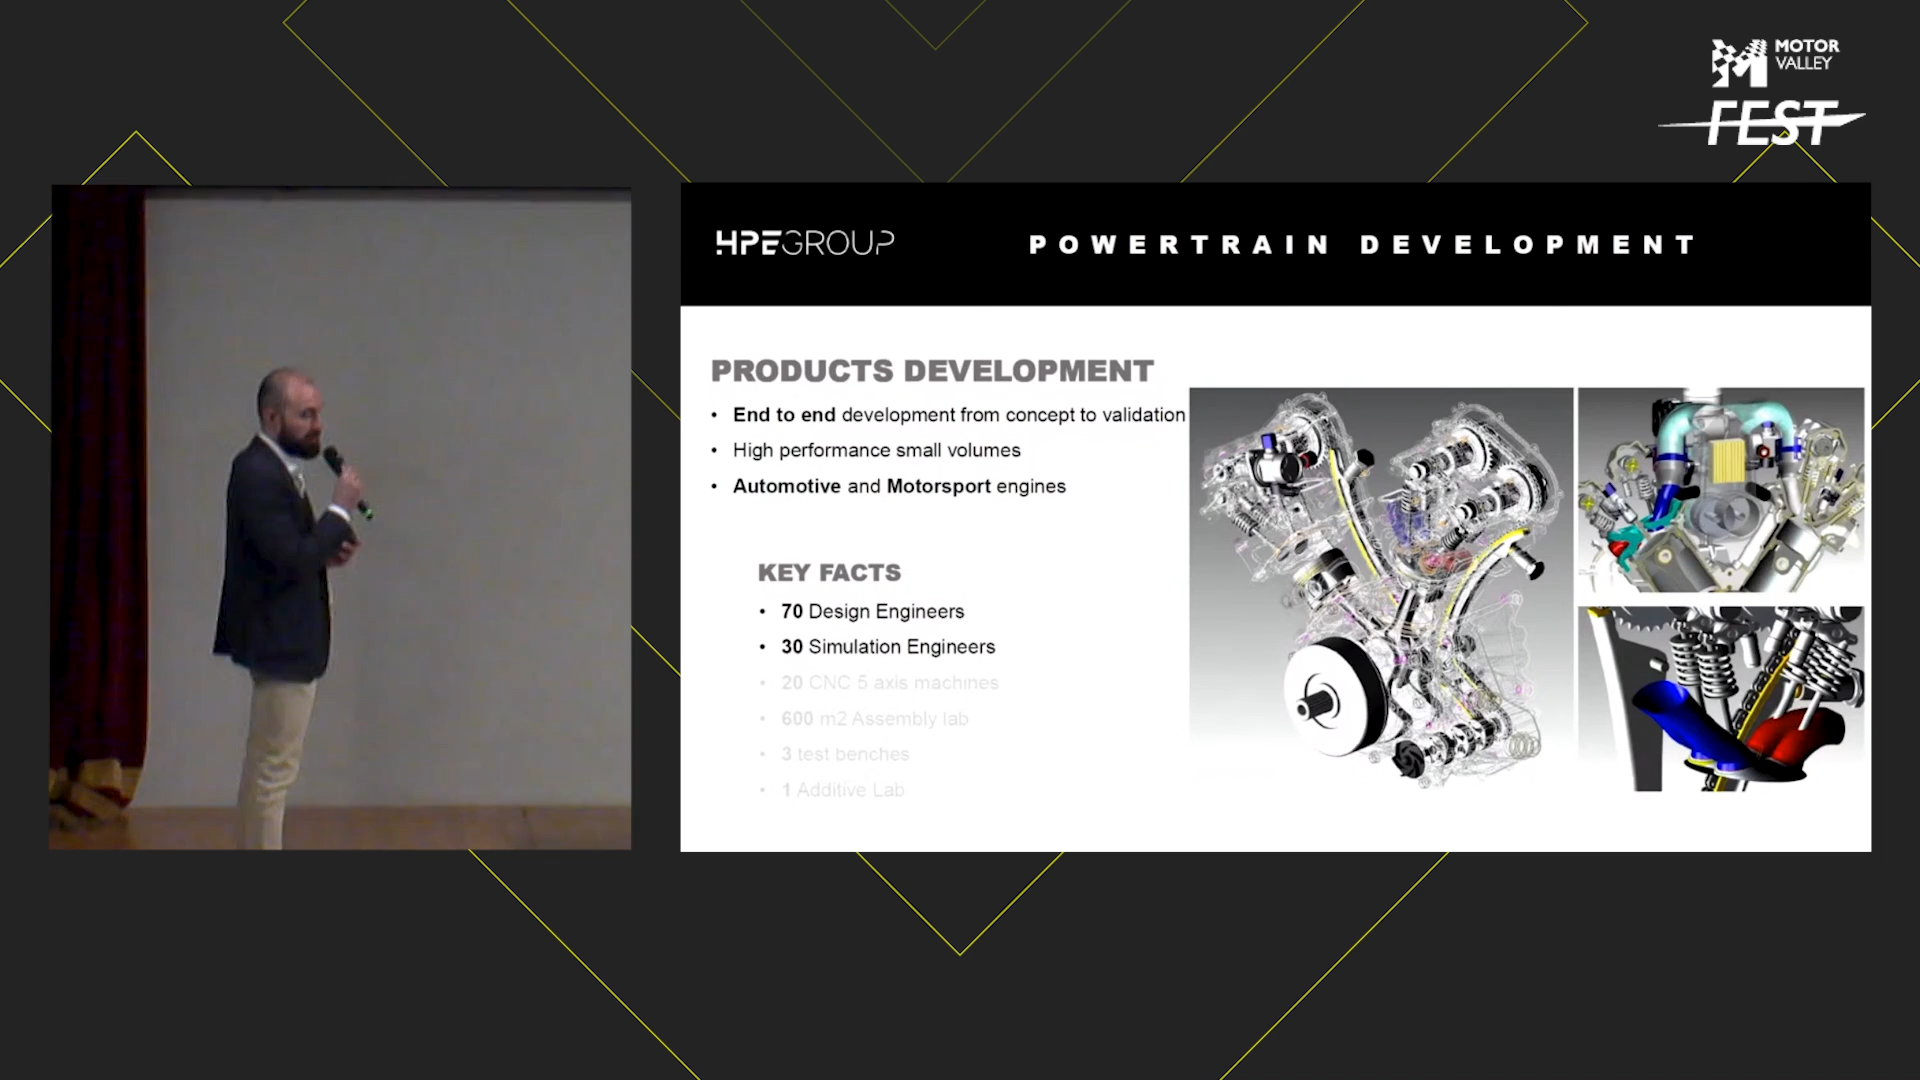 MOTOR
VALLEY
FEST
HPEGROUP
POWERTRAIN DEVELOPMENT
PRODUCTS DEVELOPMENT
• End to end development from concept to validation
• High performance small volumes
• Automotive and Motorsport engines
KEY FACTS
• 70 Design Engineers
• 30 Simulation Engineers
• 20 CNC 5 axis machines
• 600 m2 Assembly lab
• 3 test benches
• 1 Additive Lab